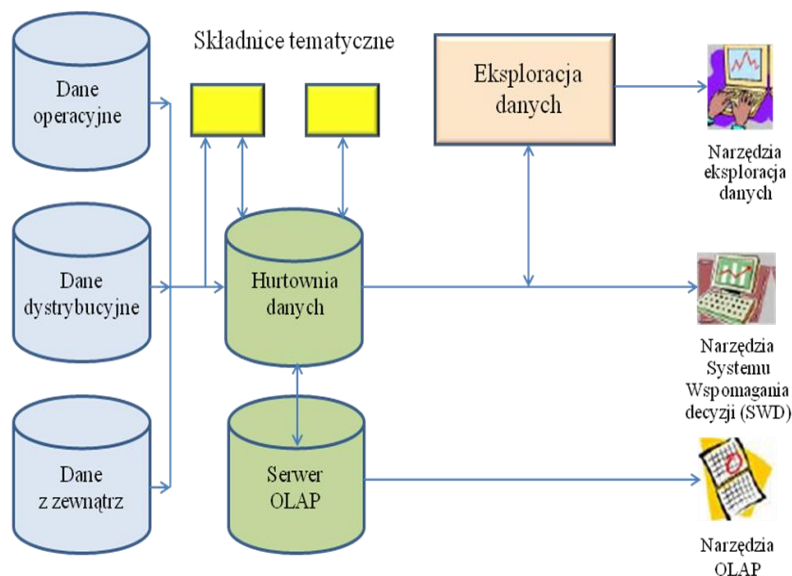 Składnice tematyczne
Dane
operacyjne
Eksploracja
danych
Narzędzia
eksploracja
danych
Dane
dystrybucyjne
Hurtownia
danych
Narzędzia
Systemu
Wspomagania
decyzji (SWD)
Dane
z zewnątrz
Serwer
OLAP
Narzędzia
OLAP